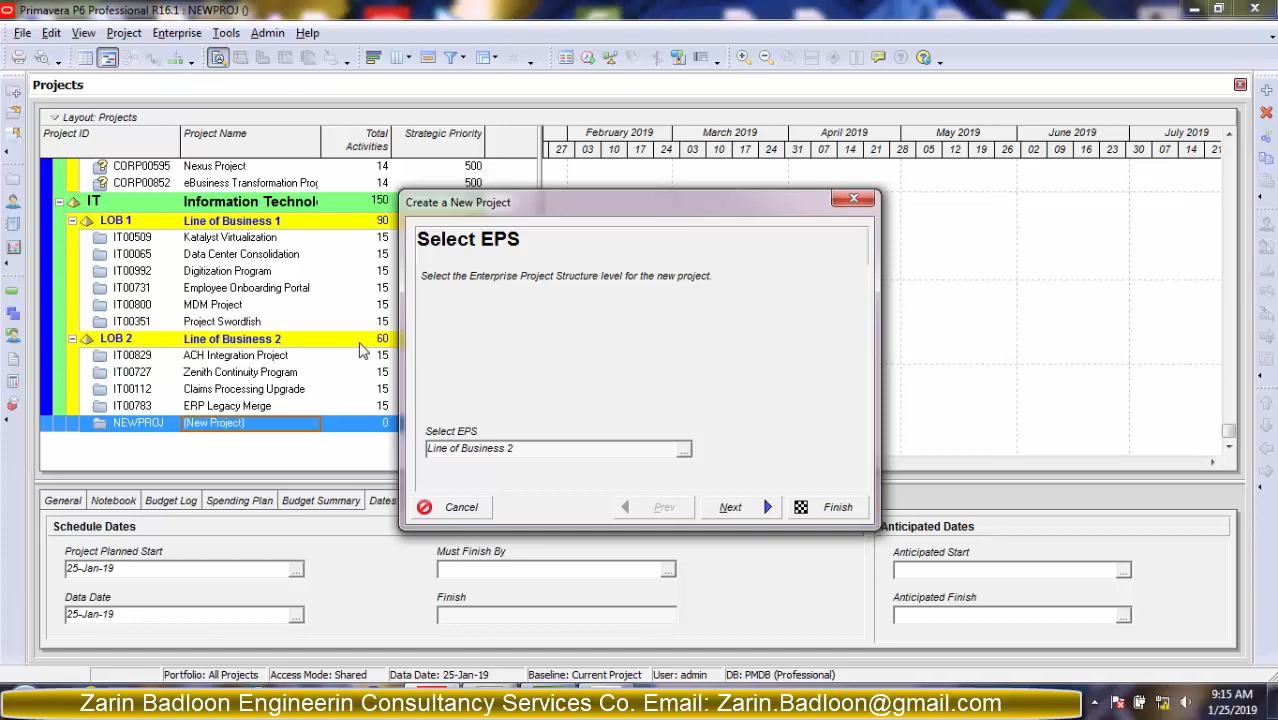 Primavera P6 Professional R16.1 : NEWPROJ ()
File Edit View Project Enterprise Tools Admin Help
Projects
Layout: Projects
Project ID Project Name Total Activities Strategic Priority
February 2019 March 2019 April 2019 May 2019 June 2019 July 2019
27 03 10 17 24 03 10 17 24 31 07 14 21 28 05 12 19 26 02 09 16 23 30 07 14 21
CORP00595 Nexus Project 14 500
CORP00852 eBusiness Transformation Prog 14 500
IT Information Technol 150
LOB 1 Line of Business 1 90
IT00509 Katalyst Virtualization 15
IT00065 Data Center Consolidation 15
IT00992 Digitization Program 15
IT00731 Employee Onboarding Portal 15
IT00800 MDM Project 15
IT00351 Project Swordfish 15
LOB 2 Line of Business 2 60
IT00829 ACH Integration Project 15
IT00727 Zenith Continuity Program 15
IT00112 Claims Processing Upgrade 15
IT00783 ERP Legacy Merge 15
NEWPROJ (New Project) 0
Create a New Project
Select EPS
Select the Enterprise Project Structure level for the new project.
Select EPS
Line of Business 2
...
Cancel Prev Next Finish
General Notebook Budget Log Spending Plan Budget Summary Dates
Schedule Dates Anticipated Dates
Project Planned Start Must Finish By Anticipated Start
25-Jan-19 ... ... ...
Data Date Finish Anticipated Finish
25-Jan-19 ... ...
Portfolio: All Projects Access Mode: Shared Data Date: 25-Jan-19 Baseline: Current Project User: admin DB: PMDB (Professional)
Zarin Badloon Engineerin Consultancy Services Co. Email: Zarin.Badloon@gmail.com
9:15 AM
1/25/2019